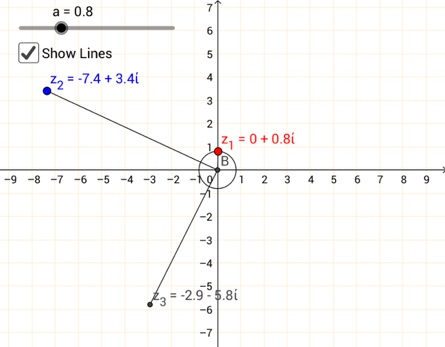 a = 0.8
Show Lines
z₂ = -7.4 + 3.4i
z₁ = 0 + 0.8i
B
z₃ = -2.9 - 5.8i
7
6
5
4
3
2
1
-9 -8 -7 -6 -5 -4 -3 -2 -1 0 1 2 3 4 5 6 7 8 9
-1
-2
-3
-4
-5
-6
-7